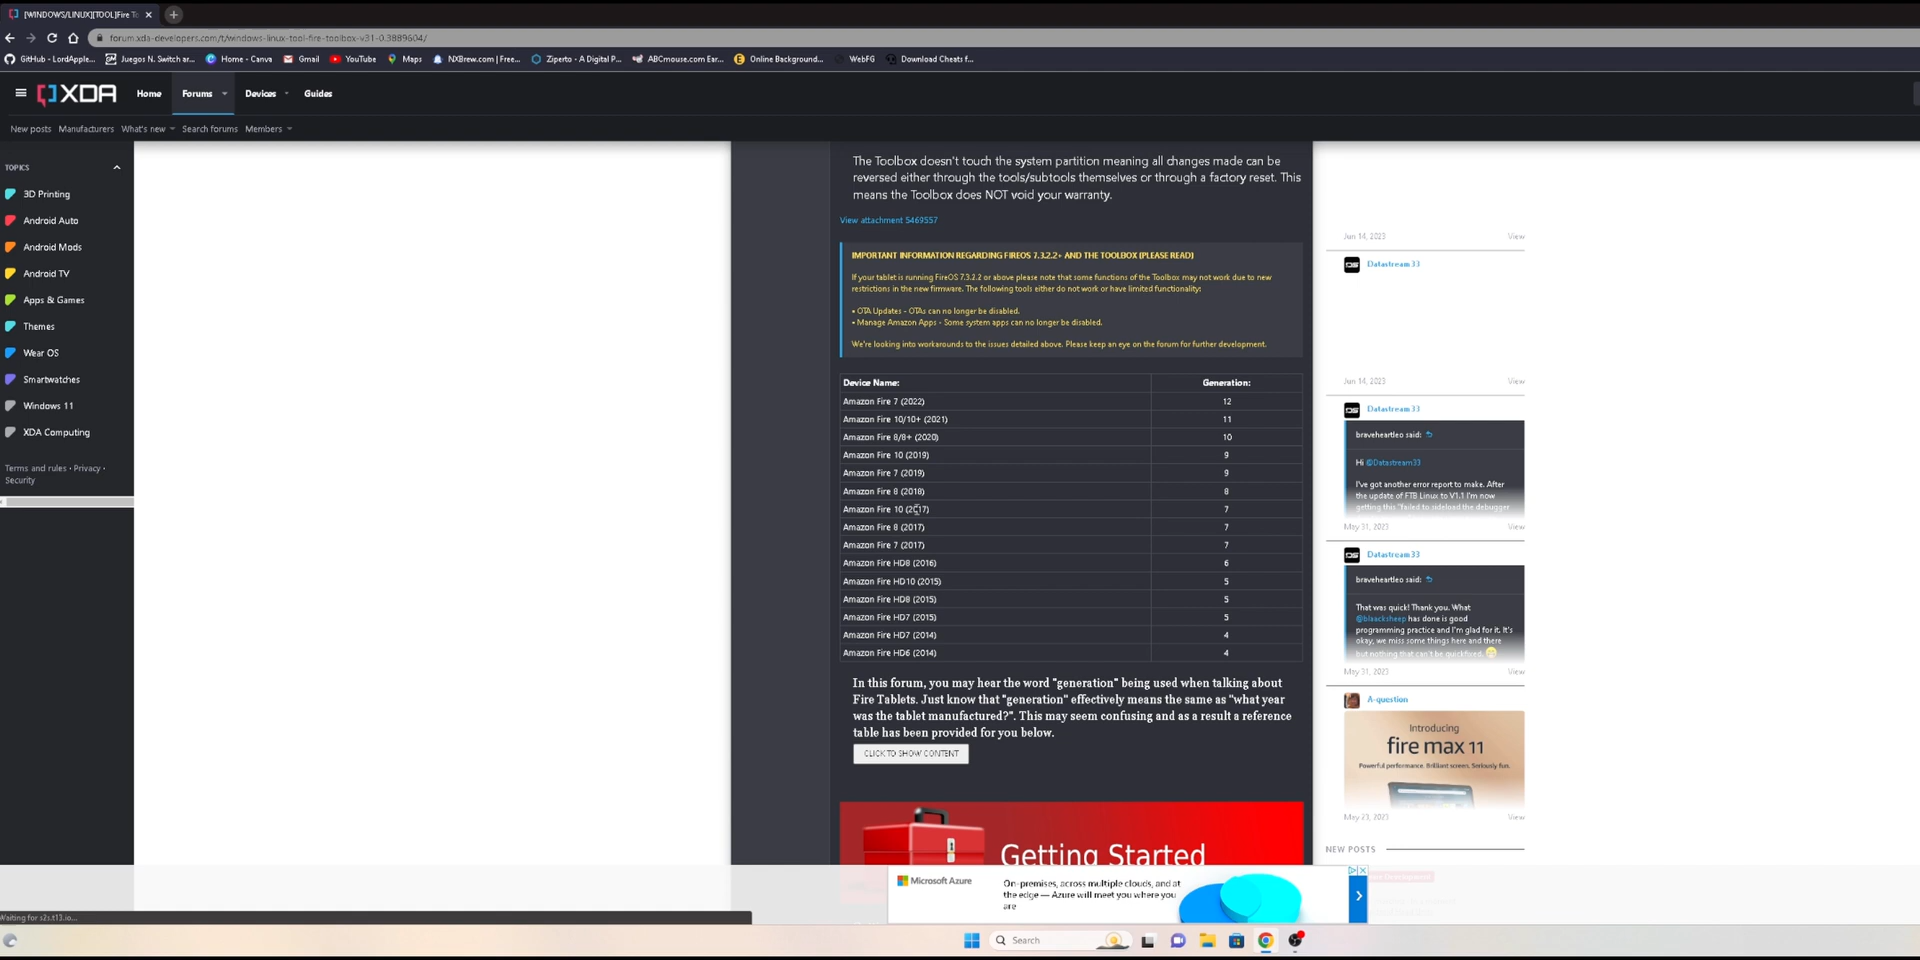 [WINDOWS/LINUX][TOOL]Fire To
forum.xda-developers.com/t/windows-linux-tool-fire-toolbox-v31-0.3889604/
GitHub - LordApple...
Juegos N. Switch ar...
Home - Canva
Gmail
YouTube
Maps
NXBrew.com | Free...
Ziperto - A Digital P...
ABCmouse.com Ear...
Online Background...
WebFG
Download Cheats f...
XDA
Home
Forums
Devices
Guides
New posts
Manufacturers
What's new
Search forums
Members
TOPICS
3D Printing
Android Auto
Android Mods
Android TV
Apps & Games
Themes
Wear OS
Smartwatches
Windows 11
XDA Computing
Terms and rules · Privacy ·
Security
The Toolbox doesn't touch the system partition meaning all changes made can be
reversed either through the tools/subtools themselves or through a factory reset. This
means the Toolbox does NOT void your warranty.
View attachment 5469557
IMPORTANT INFORMATION REGARDING FIREOS 7.3.2.2+ AND THE TOOLBOX (PLEASE READ)
If your tablet is running FireOS 7.3.2.2 or above please note that some functions of the Toolbox may not work due to new
restrictions in the new firmware. The following tools either do not work or have limited functionality:
• OTA Updates - OTAs can no longer be disabled.
• Manage Amazon Apps - Some system apps can no longer be disabled.
We're looking into workarounds to the issues detailed above. Please keep an eye on the forum for further development.
Device Name: Generation:
Amazon Fire 7 (2022) 12
Amazon Fire 10/10+ (2021) 11
Amazon Fire 8/8+ (2020) 10
Amazon Fire 10 (2019) 9
Amazon Fire 7 (2019) 9
Amazon Fire 8 (2018) 8
Amazon Fire 10 (2017) 7
Amazon Fire 8 (2017) 7
Amazon Fire 7 (2017) 7
Amazon Fire HD8 (2016) 6
Amazon Fire HD10 (2015) 5
Amazon Fire HD8 (2015) 5
Amazon Fire HD7 (2015) 5
Amazon Fire HD7 (2014) 4
Amazon Fire HD6 (2014) 4
In this forum, you may hear the word "generation" being used when talking about
Fire Tablets. Just know that "generation" effectively means the same as "what year
was the tablet manufactured?". This may seem confusing and as a result a reference
table has been provided for you below.
CLICK TO SHOW CONTENT
Getting Started
Jun 14, 2023 View
Datastream33
Jun 14, 2023 View
Datastream33
braveheartleo said:
Hi @Datastream33
I've got another error report to make. After
the update of FTB Linux to V1.1 I'm now
getting this "failed to sideload the debugger
May 31, 2023 View
Datastream33
braveheartleo said:
That was quick! Thank you. What
@blaacksheep has done is good
programming practice and I'm glad for it. It's
okay, we miss some things here and there
but nothing that can't be quickfixed.
May 31, 2023 View
A-question
Introducing
fire max 11
Powerful performance. Brilliant screen. Seriously fun.
May 23, 2023 View
NEW POSTS
Microsoft Azure
On-premises, across multiple clouds, and at
the edge — Azure will meet you where you
are
Waiting for s2s.t13.io...
Search